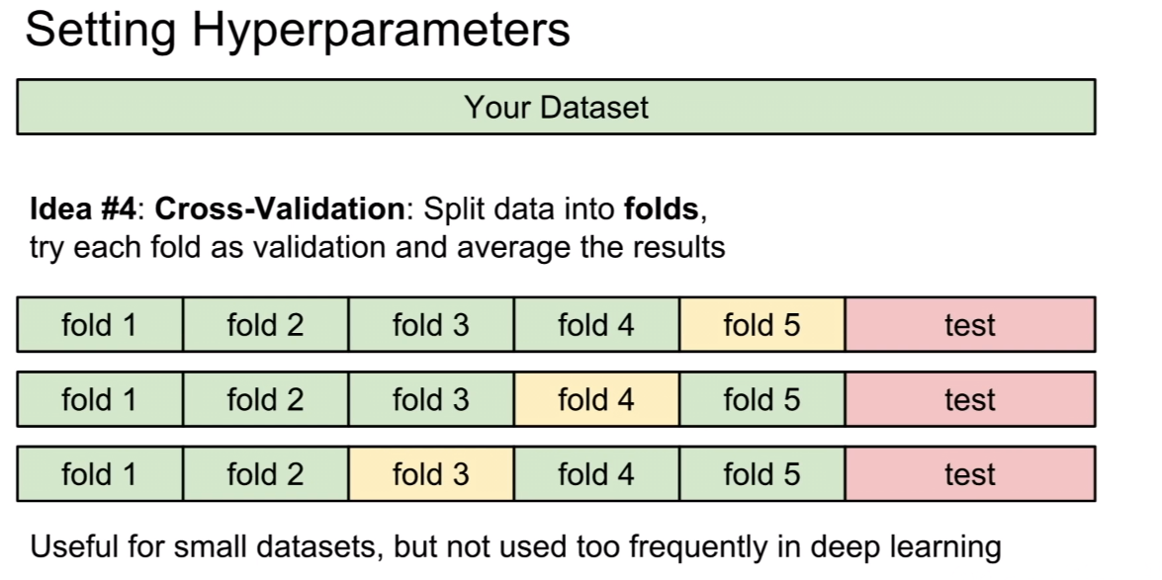 Setting Hyperparameters
Your Dataset
Idea #4: Cross-Validation: Split data into folds,
try each fold as validation and average the results
fold 1 fold 2 fold 3 fold 4 fold 5 test
fold 1 fold 2 fold 3 fold 4 fold 5 test
fold 1 fold 2 fold 3 fold 4 fold 5 test
Useful for small datasets, but not used too frequently in deep learning